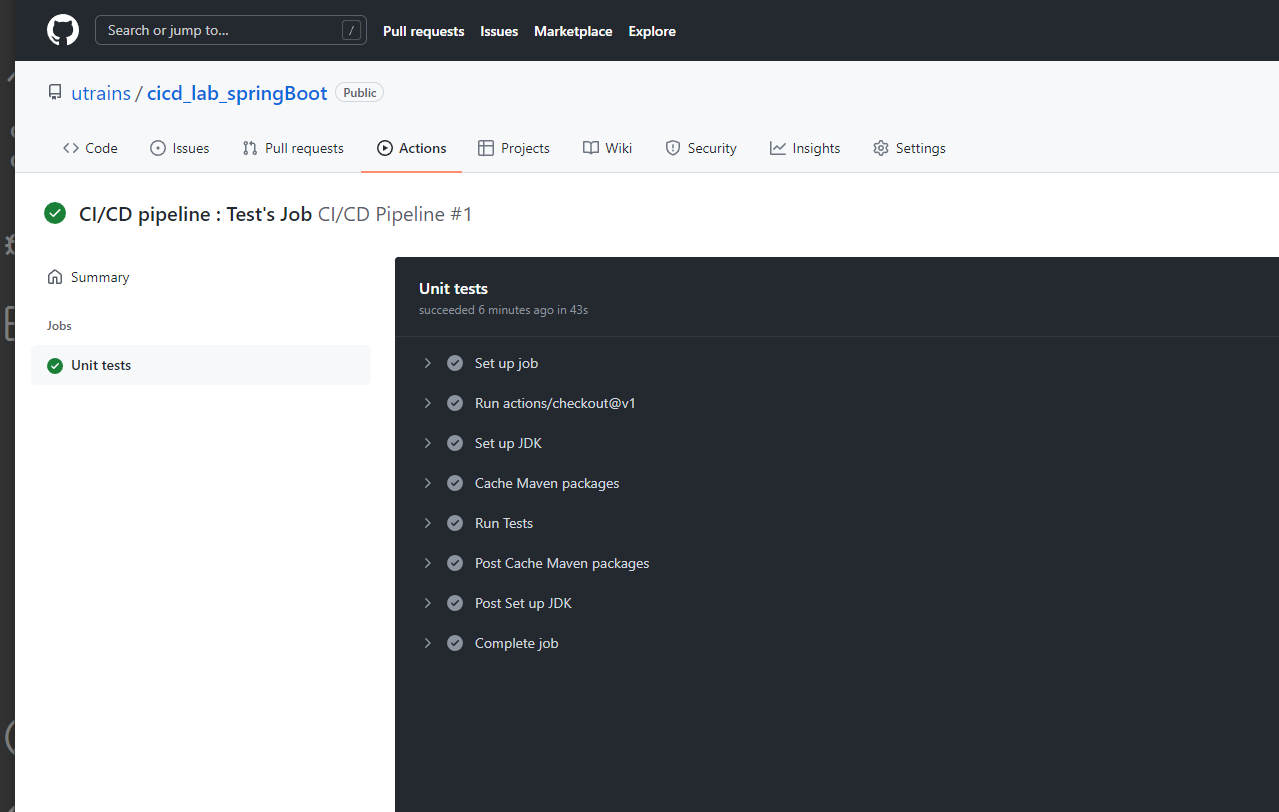 Search or jump to... / Pull requests Issues Marketplace Explore
utrains / cicd_lab_springBoot Public
Code Issues Pull requests Actions Projects Wiki Security Insights Settings
CI/CD pipeline : Test's Job CI/CD Pipeline #1
Summary
Jobs
Unit tests
Unit tests
succeeded 6 minutes ago in 43s
Set up job
Run actions/checkout@v1
Set up JDK
Cache Maven packages
Run Tests
Post Cache Maven packages
Post Set up JDK
Complete job